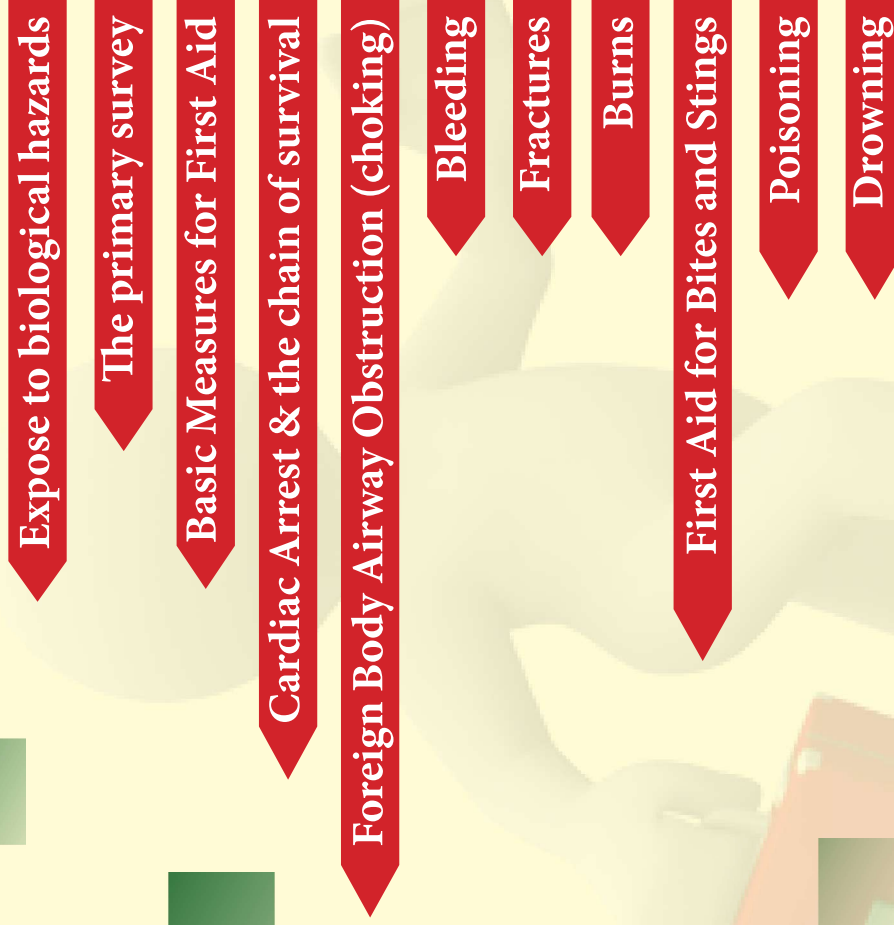 Expose to biological hazards
The primary survey
Basic Measures for First Aid
Cardiac Arrest & the chain of survival
Foreign Body Airway Obstruction (choking)
Bleeding
Fractures
Burns
First Aid for Bites and Stings
Poisoning
Drowning